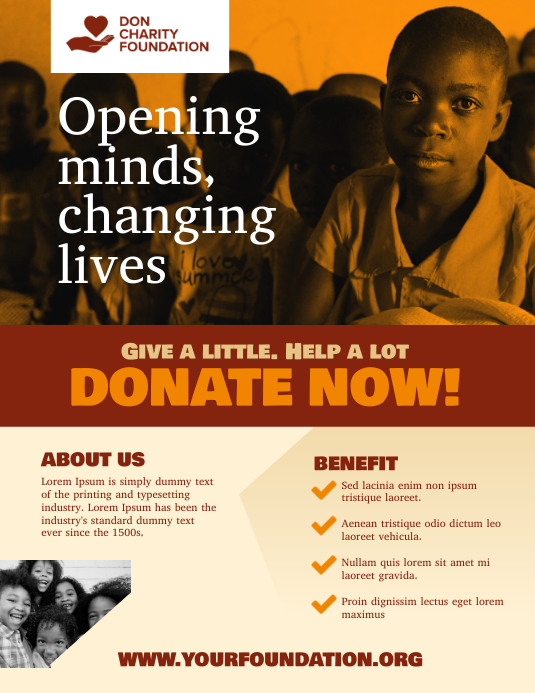 DON
CHARITY
FOUNDATION
Opening
minds,
changing
lives
i love
summer
GIVE A LITTLE. HELP A LOT
DONATE NOW!
ABOUT US
Lorem Ipsum is simply dummy text
of the printing and typesetting
industry. Lorem Ipsum has been the
industry's standard dummy text
ever since the 1500s.
BENEFIT
Sed lacinia enim non ipsum
tristique laoreet.
Aenean tristique odio dictum leo
laoreet vehicula.
Nullam quis lorem sit amet mi
laoreet gravida.
Proin dignissim lectus eget lorem
maximus
WWW.YOURFOUNDATION.ORG